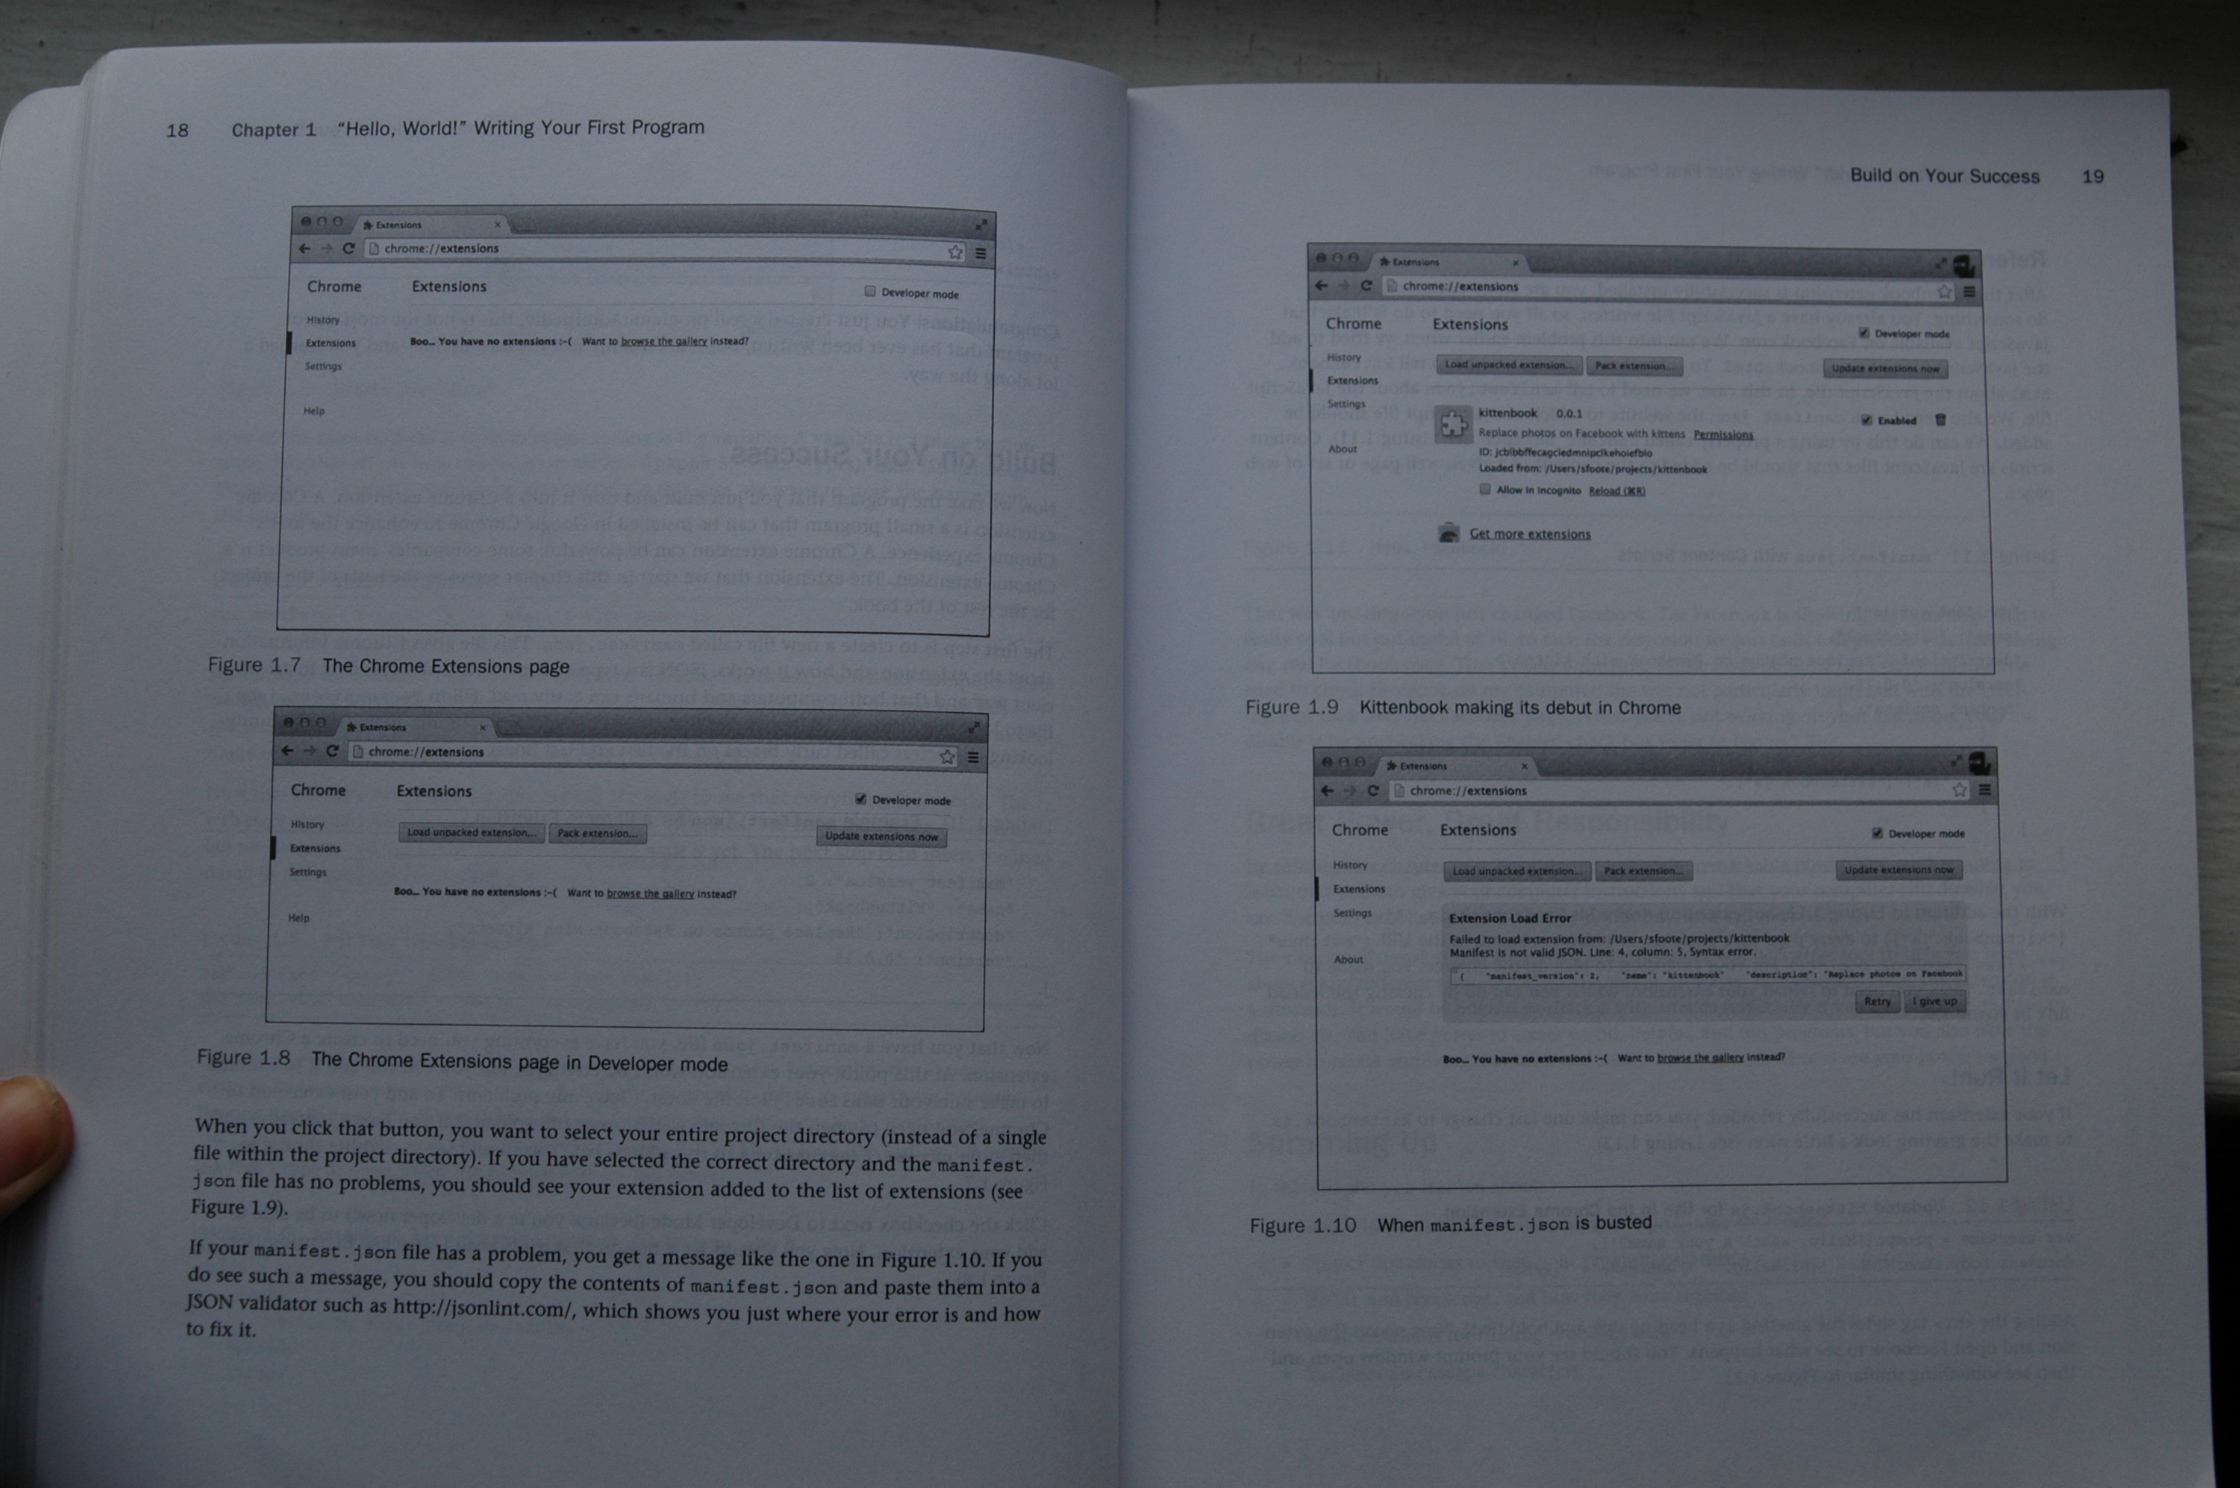 18 Chapter 1 “Hello, World!” Writing Your First Program
Extensions
chrome://extensions
Chrome Extensions
Developer mode
History
Extensions Boo... You have no extensions :-( Want to browse the gallery instead?
Settings
Help
Figure 1.7 The Chrome Extensions page
Extensions
chrome://extensions
Chrome Extensions
Developer mode
History
Load unpacked extension... Pack extension... Update extensions now
Extensions
Settings
Boo... You have no extensions :-( Want to browse the gallery instead?
Help
Figure 1.8 The Chrome Extensions page in Developer mode
When you click that button, you want to select your entire project directory (instead of a single
file within the project directory). If you have selected the correct directory and the manifest.
json file has no problems, you should see your extension added to the list of extensions (see
Figure 1.9).
If your manifest.json file has a problem, you get a message like the one in Figure 1.10. If you
do see such a message, you should copy the contents of manifest.json and paste them into a
JSON validator such as http://jsonlint.com/, which shows you just where your error is and how
to fix it.
Build on Your Success 19
Extensions
chrome://extensions
Chrome Extensions
Developer mode
History
Load unpacked extension... Pack extension... Update extensions now
Extensions
Settings
kittenbook 0.0.1
Enabled
Replace photos on Facebook with kittens Permissions
About
Loaded from: /Users/sfoote/projects/kittenbook
Allow in incognito Reload (⌘R)
Get more extensions
Figure 1.9 Kittenbook making its debut in Chrome
Extensions
chrome://extensions
Chrome Extensions
Developer mode
History
Load unpacked extension... Pack extension... Update extensions now
Extensions
Settings
Extension Load Error
Failed to load extension from: /Users/sfoote/projects/kittenbook
Manifest is not valid JSON. Line: 4, column: 5, Syntax error.
About
{ "manifest_version": 2, "name": "kittenbook" "description": "Replace photos on Facebook
Retry I give up
Boo... You have no extensions :-( Want to browse the gallery instead?
Figure 1.10 When manifest.json is busted